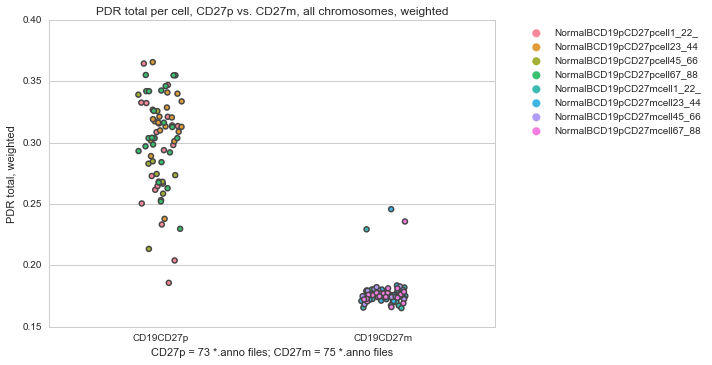 PDR total per cell, CD27p vs. CD27m, all chromosomes, weighted
0.40
0.35
0.30
0.25
0.20
0.15
PDR total, weighted
CD19CD27p
CD19CD27m
CD27p = 73 *.anno files; CD27m = 75 *.anno files
NormalBCD19pCD27pcell1_22_
NormalBCD19pCD27pcell23_44
NormalBCD19pCD27pcell45_66
NormalBCD19pCD27pcell67_88
NormalBCD19pCD27mcell1_22_
NormalBCD19pCD27mcell23_44
NormalBCD19pCD27mcell45_66
NormalBCD19pCD27mcell67_88